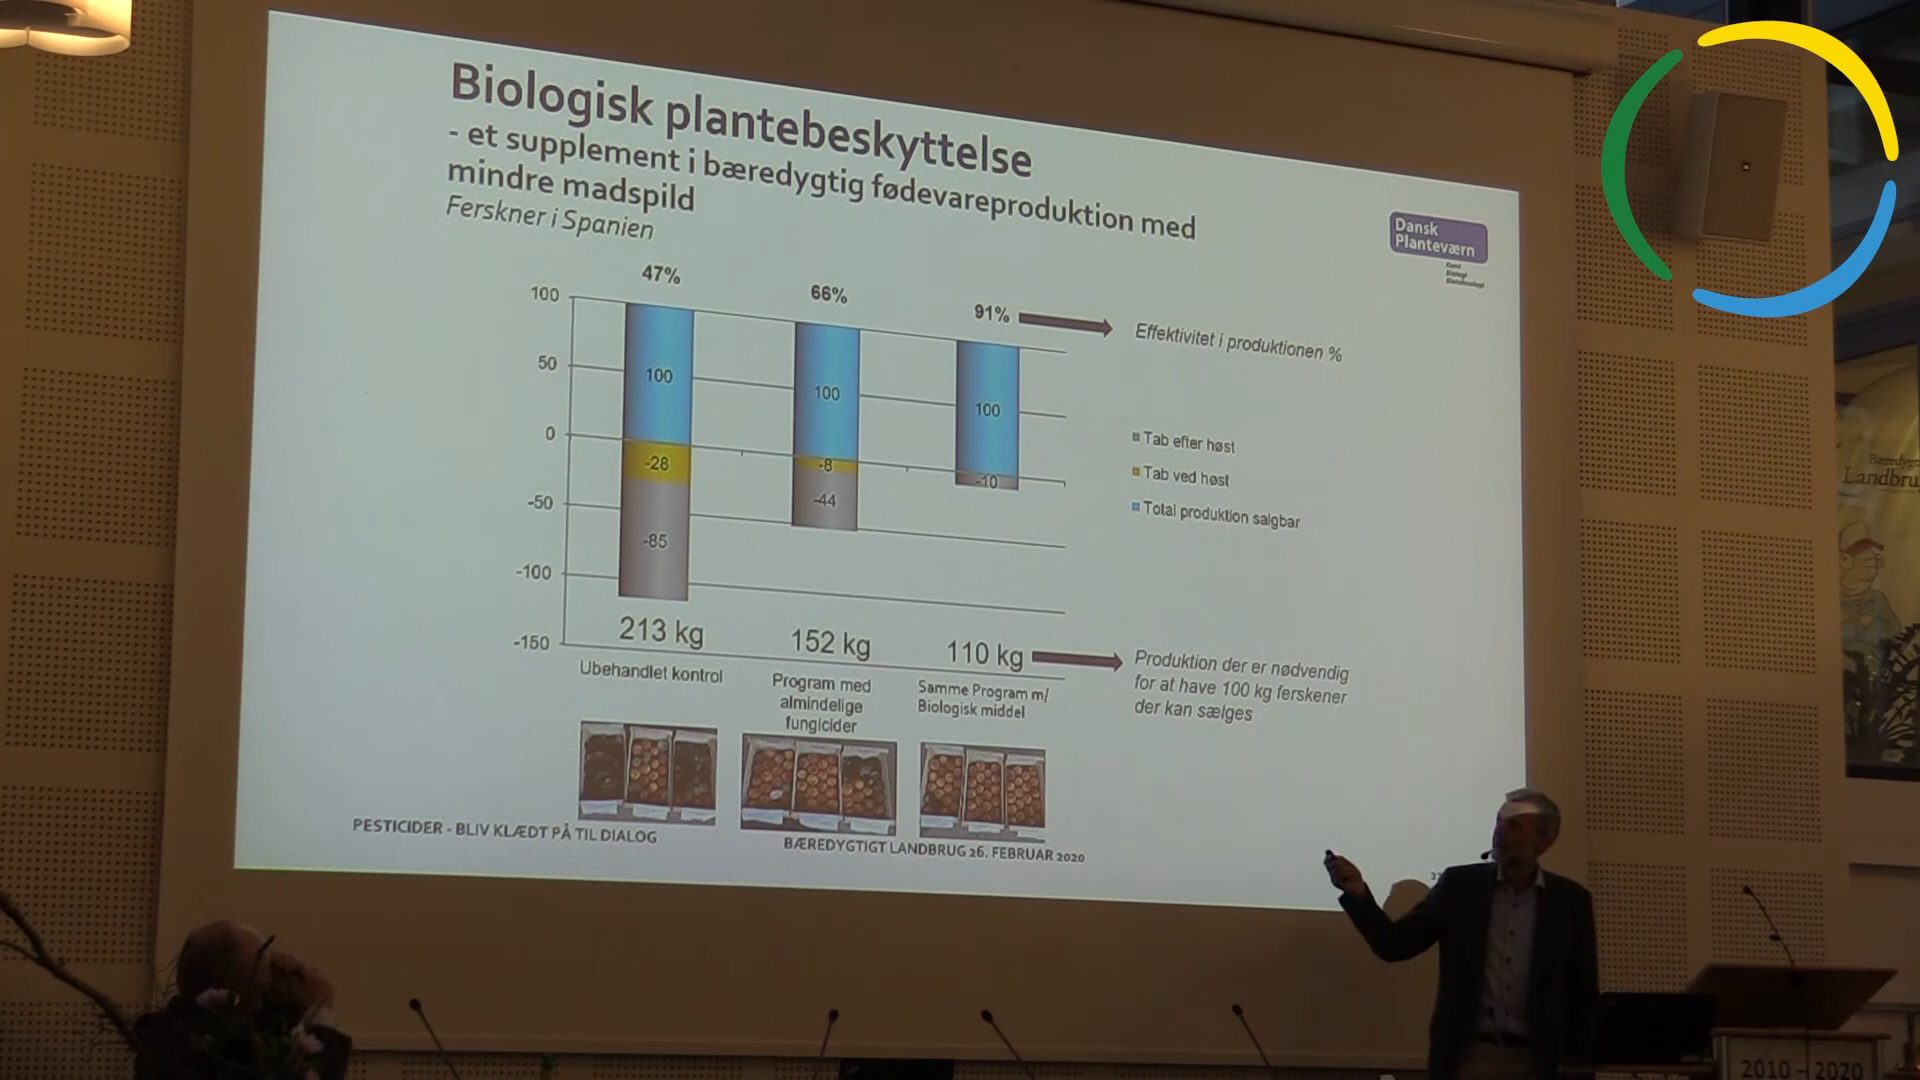 Biologisk plantebeskyttelse
- et supplement i bæredygtig fødevareproduktion med
mindre madspild
Ferskner i Spanien
Dansk
Planteværn
47%
66%
91%
Effektivitet i produktionen %
100
50
0
-50
-100
-150
100
100
100
-28
-8
-10
-85
-44
Tab efter høst
Tab ved høst
Total produktion salgbar
213 kg
152 kg
110 kg
Produktion der er nødvendig
for at have 100 kg ferskener
der kan sælges
Ubehandlet kontrol
Program med
almindelige
fungicider
Samme Program m/
Biologisk middel
PESTICIDER - BLIV KLÆDT PÅ TIL DIALOG
BÆREDYGTIGT LANDBRUG 26. FEBRUAR 2020
2010 - 2020